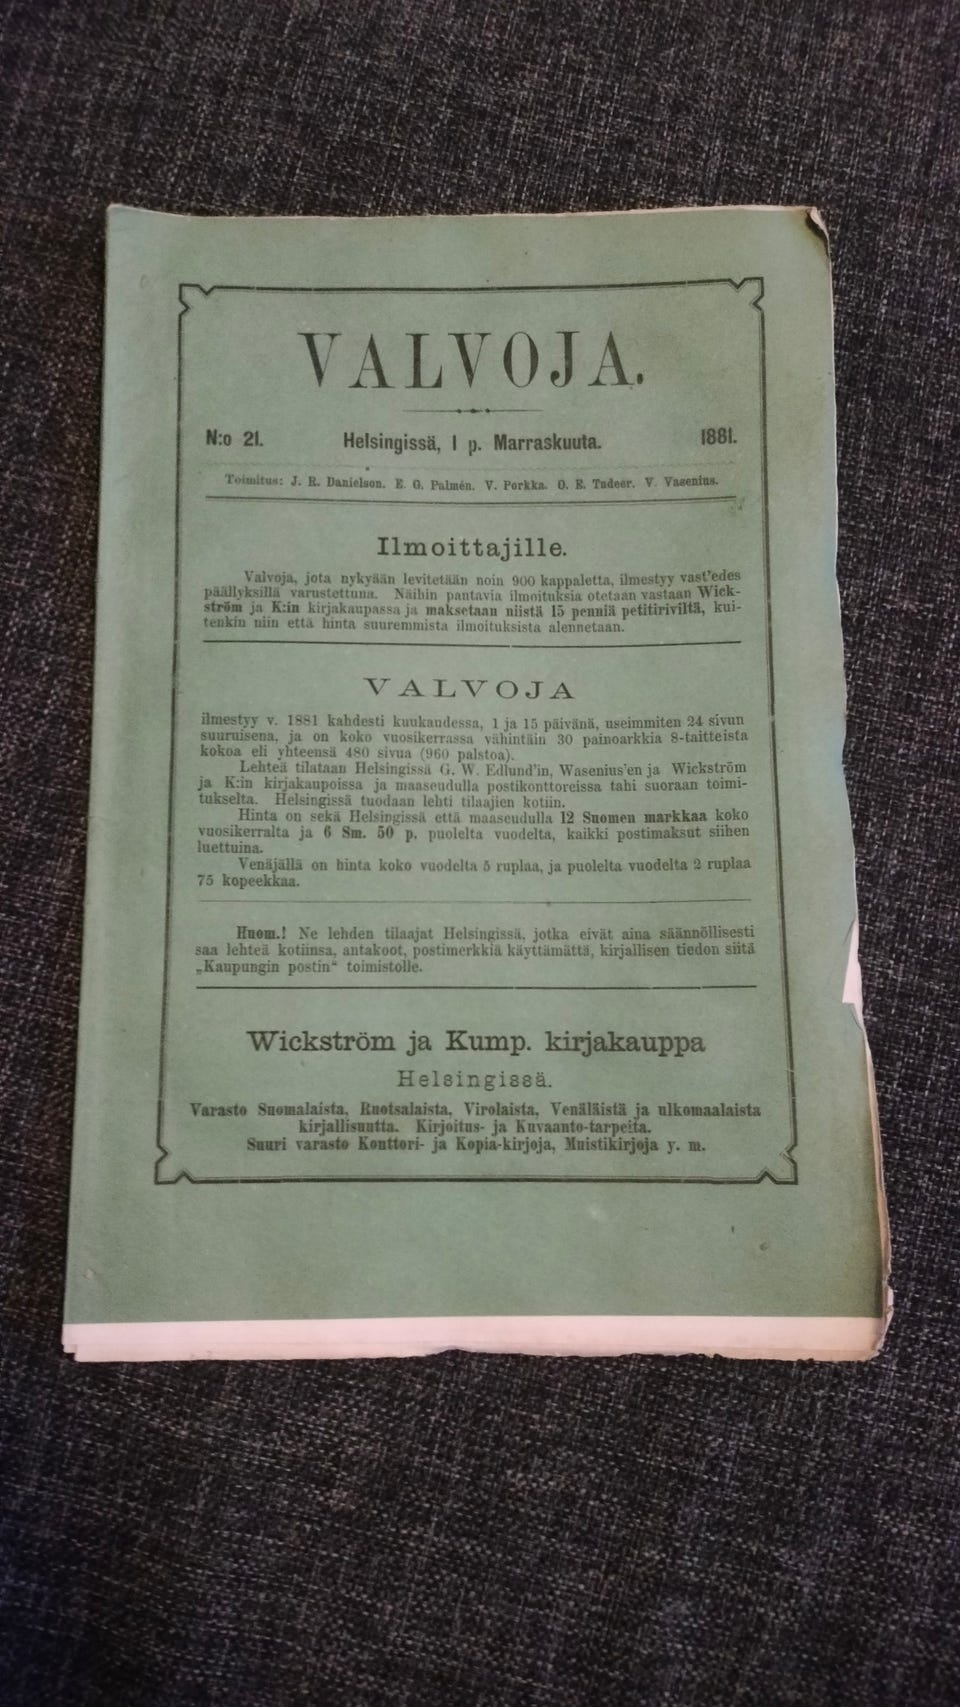 VALVOJA.
N:o 21. Helsingissä, 1 p. Marraskuuta. 1881.
Toimitus: J. R. Danielson. E. G. Palmén. V. Porkka. O. E. Tudeer. V. Vasenius.
Ilmoittajille.
Valvoja, jota nykyään levitetään noin 900 kappaletta, ilmestyy vast'edes
päällyksillä varustettuna. Näihin pantavia ilmoituksia otetaan vastaan Wick-
ström ja K:in kirjakaupassa ja maksetaan niistä 15 penniä petitiriviltä, kui-
tenkin niin että hinta suuremmista ilmoituksista alennetaan.
VALVOJA
ilmestyy v. 1881 kahdesti kuukaudessa, 1 ja 15 päivänä, useimmiten 24 sivun
suuruisena, ja on koko vuosikerrassa vähintäin 30 painoarkkia 8-taitteista
kokoa eli yhteensä 480 sivua (960 palstoa).
Lehteä tilataan Helsingissä G. W. Edlund'in, Wasenius'en ja Wickström
ja K:in kirjakaupoissa ja maaseudulla postikonttoreissa tahi suoraan toimi-
tukselta. Helsingissä tuodaan lehti tilaajien kotiin.
Hinta on sekä Helsingissä että maaseudulla 12 Suomen markkaa koko
vuosikerralta ja 6 Sm. 50 p. puolelta vuodelta, kaikki postimaksut siihen
luettuina.
Venäjällä on hinta koko vuodelta 5 ruplaa, ja puolelta vuodelta 2 ruplaa
75 kopeekkaa.
Huom.! Ne lehden tilaajat Helsingissä, jotka eivät aina säännöllisesti
saa lehteä kotiinsa, antakoot, postimerkkiä käyttämättä, kirjallisen tiedon siitä
„Kaupungin postin“ toimistolle.
Wickström ja Kump. kirjakauppa
Helsingissä.
Varasto Suomalaista, Ruotsalaista, Virolaista, Venäläistä ja ulkomaalaista
kirjallisuutta. Kirjoitus- ja Kuvaanto-tarpeita.
Suuri varasto Konttori- ja Kopia-kirjoja, Muistikirjoja y. m.